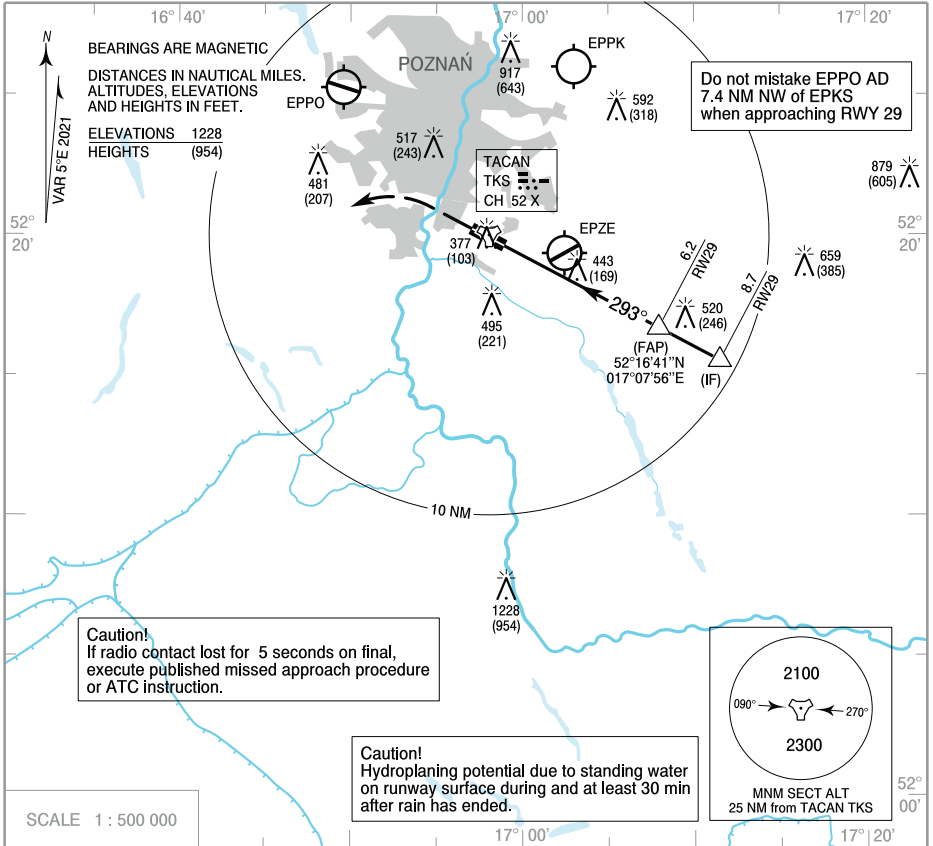 16° 40'
17° 00'
17° 20'
N
VAR 5°E 2021
BEARINGS ARE MAGNETIC
DISTANCES IN NAUTICAL MILES.
ALTITUDES, ELEVATIONS
AND HEIGHTS IN FEET.
ELEVATIONS 1228
HEIGHTS (954)
POZNAŃ
EPPO
EPPK
917
(643)
592
(318)
Do not mistake EPPO AD
7.4 NM NW of EPKS
when approaching RWY 29
517
(243)
481
(207)
TACAN
TKS
CH 52 X
879
(605)
52°
20'
52°
20'
377
(103)
EPZE
443
(169)
659
(385)
6.2
RW29
8.7
RW29
495
(221)
293°
520
(246)
(FAP)
52°16'41"N
017°07'56"E
(IF)
10 NM
1228
(954)
Caution!
If radio contact lost for 5 seconds on final,
execute published missed approach procedure
or ATC instruction.
Caution!
Hydroplaning potential due to standing water
on runway surface during and at least 30 min
after rain has ended.
2100
090°
270°
2300
MNM SECT ALT
25 NM from TACAN TKS
52°
00'
SCALE 1 : 500 000
17° 00'
17° 20'